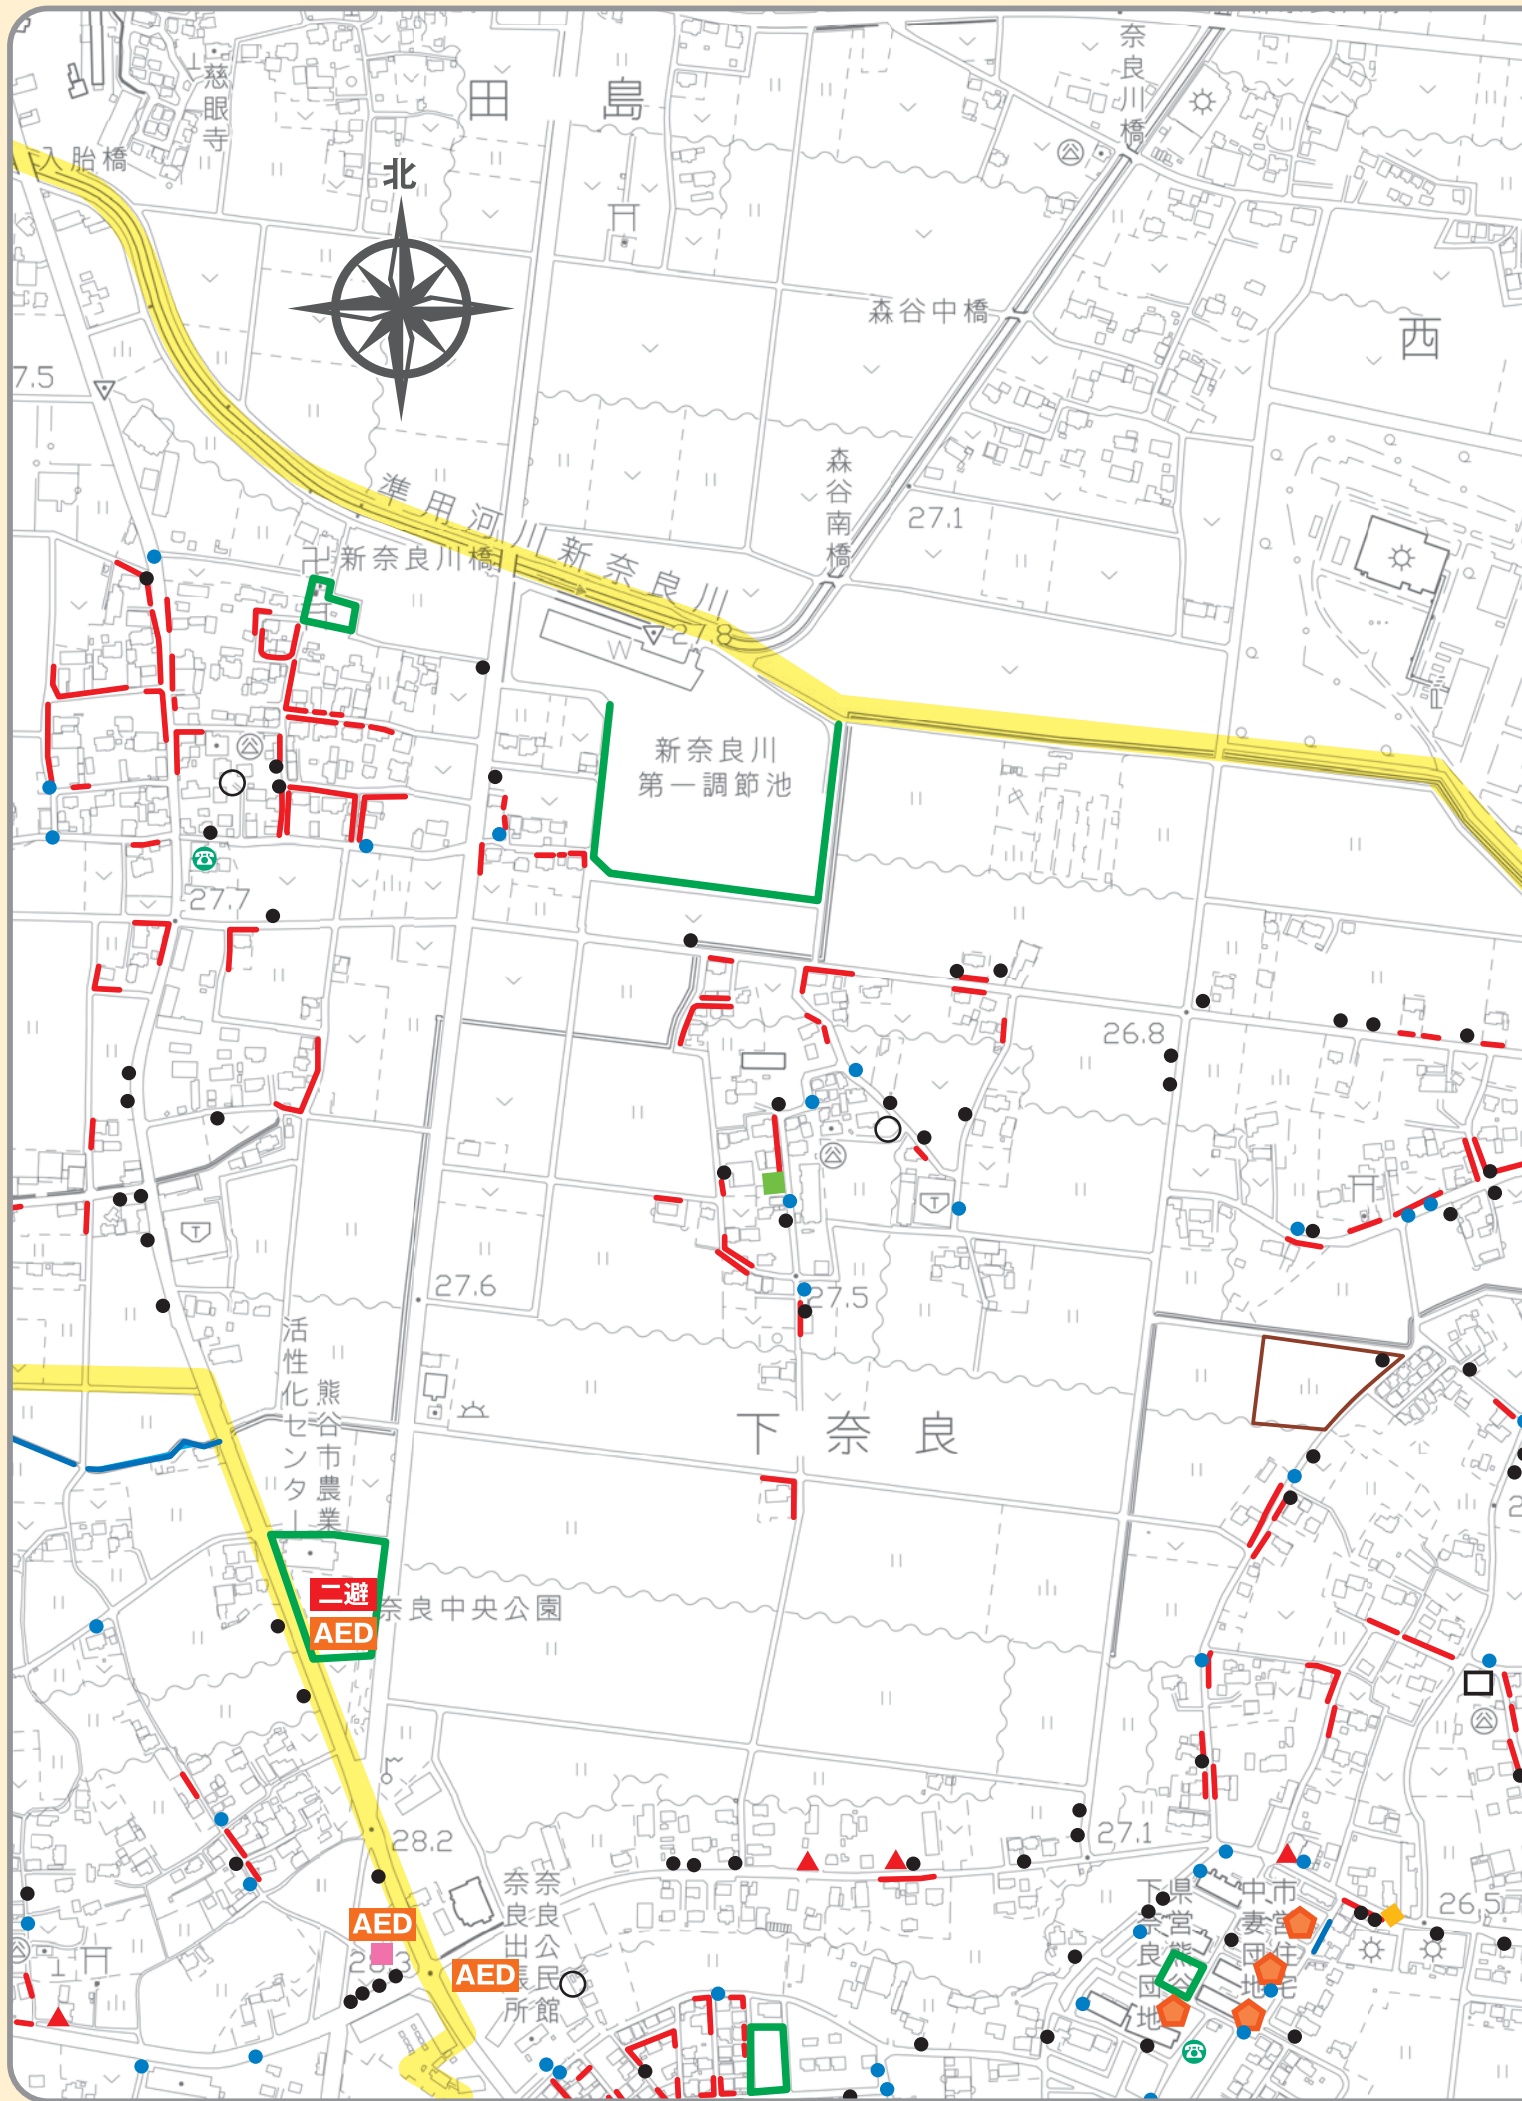 慈眼寺
田島
奈良川橋
入胎橋
北
森谷中橋
西
7.5
森谷南橋
27.1
準用河川新奈良川
新奈良川橋
27.8
W
新奈良川
第一調節池
27.7
26.8
27.6
27.5
活性化センター
熊谷市農業
下奈良
二避
AED
奈良中央公園
28.2
27.1
26.5
AED
AED
奈良出張所
奈良公民館
県営熊谷
下奈良団地
市営住宅
中妻団地